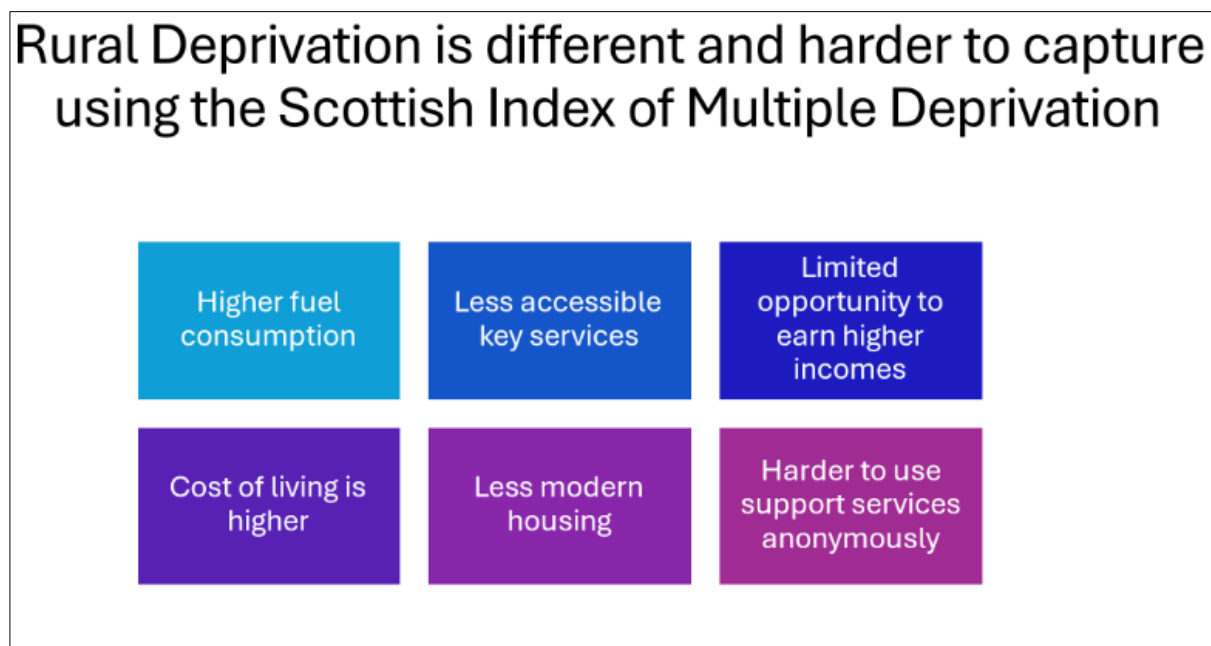 Rural Deprivation is different and harder to capture
using the Scottish Index of Multiple Deprivation
Higher fuel
consumption
Less accessible
key services
Limited
opportunity to
earn higher
incomes
Cost of living is
higher
Less modern
housing
Harder to use
support services
anonymously